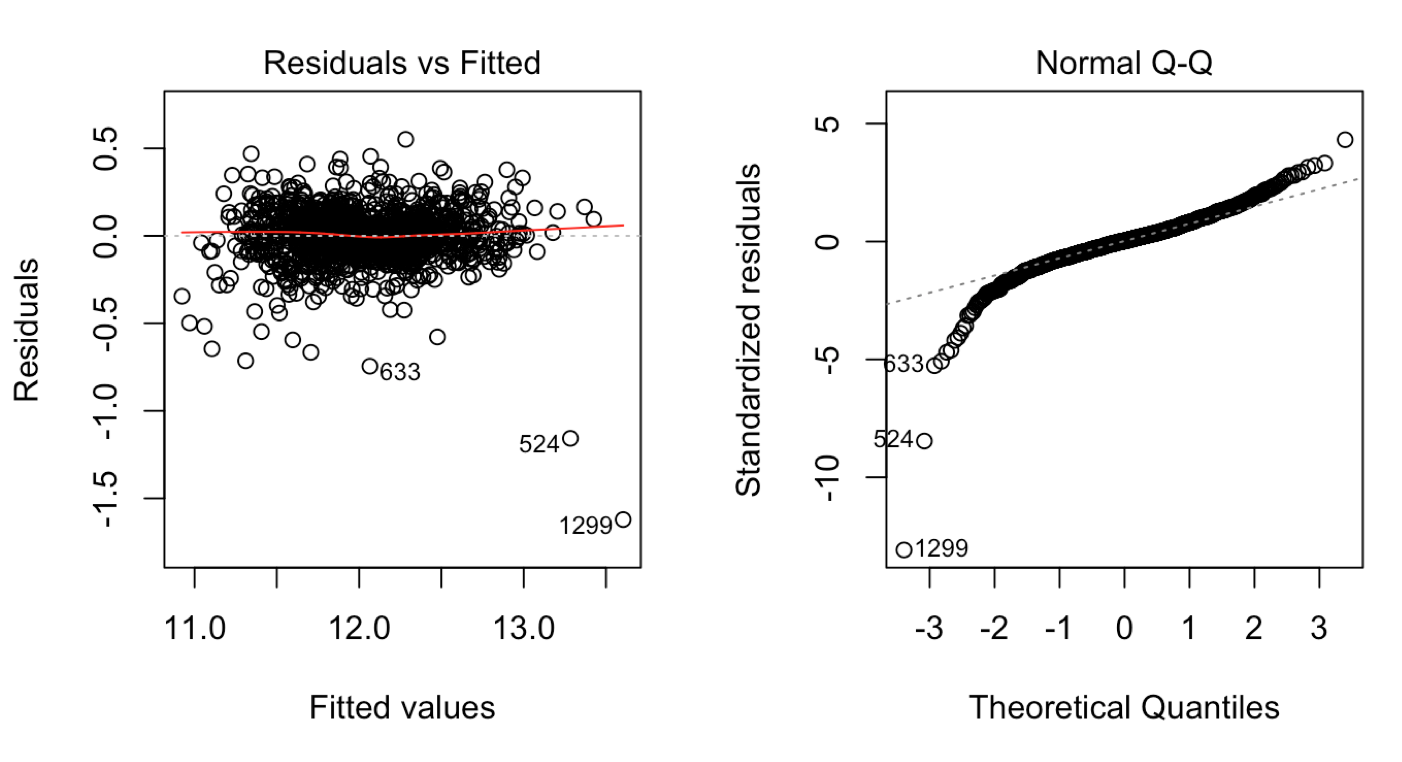 Residuals vs Fitted
Residuals
0.5
0.0
-0.5
-1.0
-1.5
633
524
1299
11.0 12.0 13.0
Fitted values
Normal Q-Q
Standardized residuals
5
0
-5
-10
633
524
1299
-3 -2 -1 0 1 2 3
Theoretical Quantiles